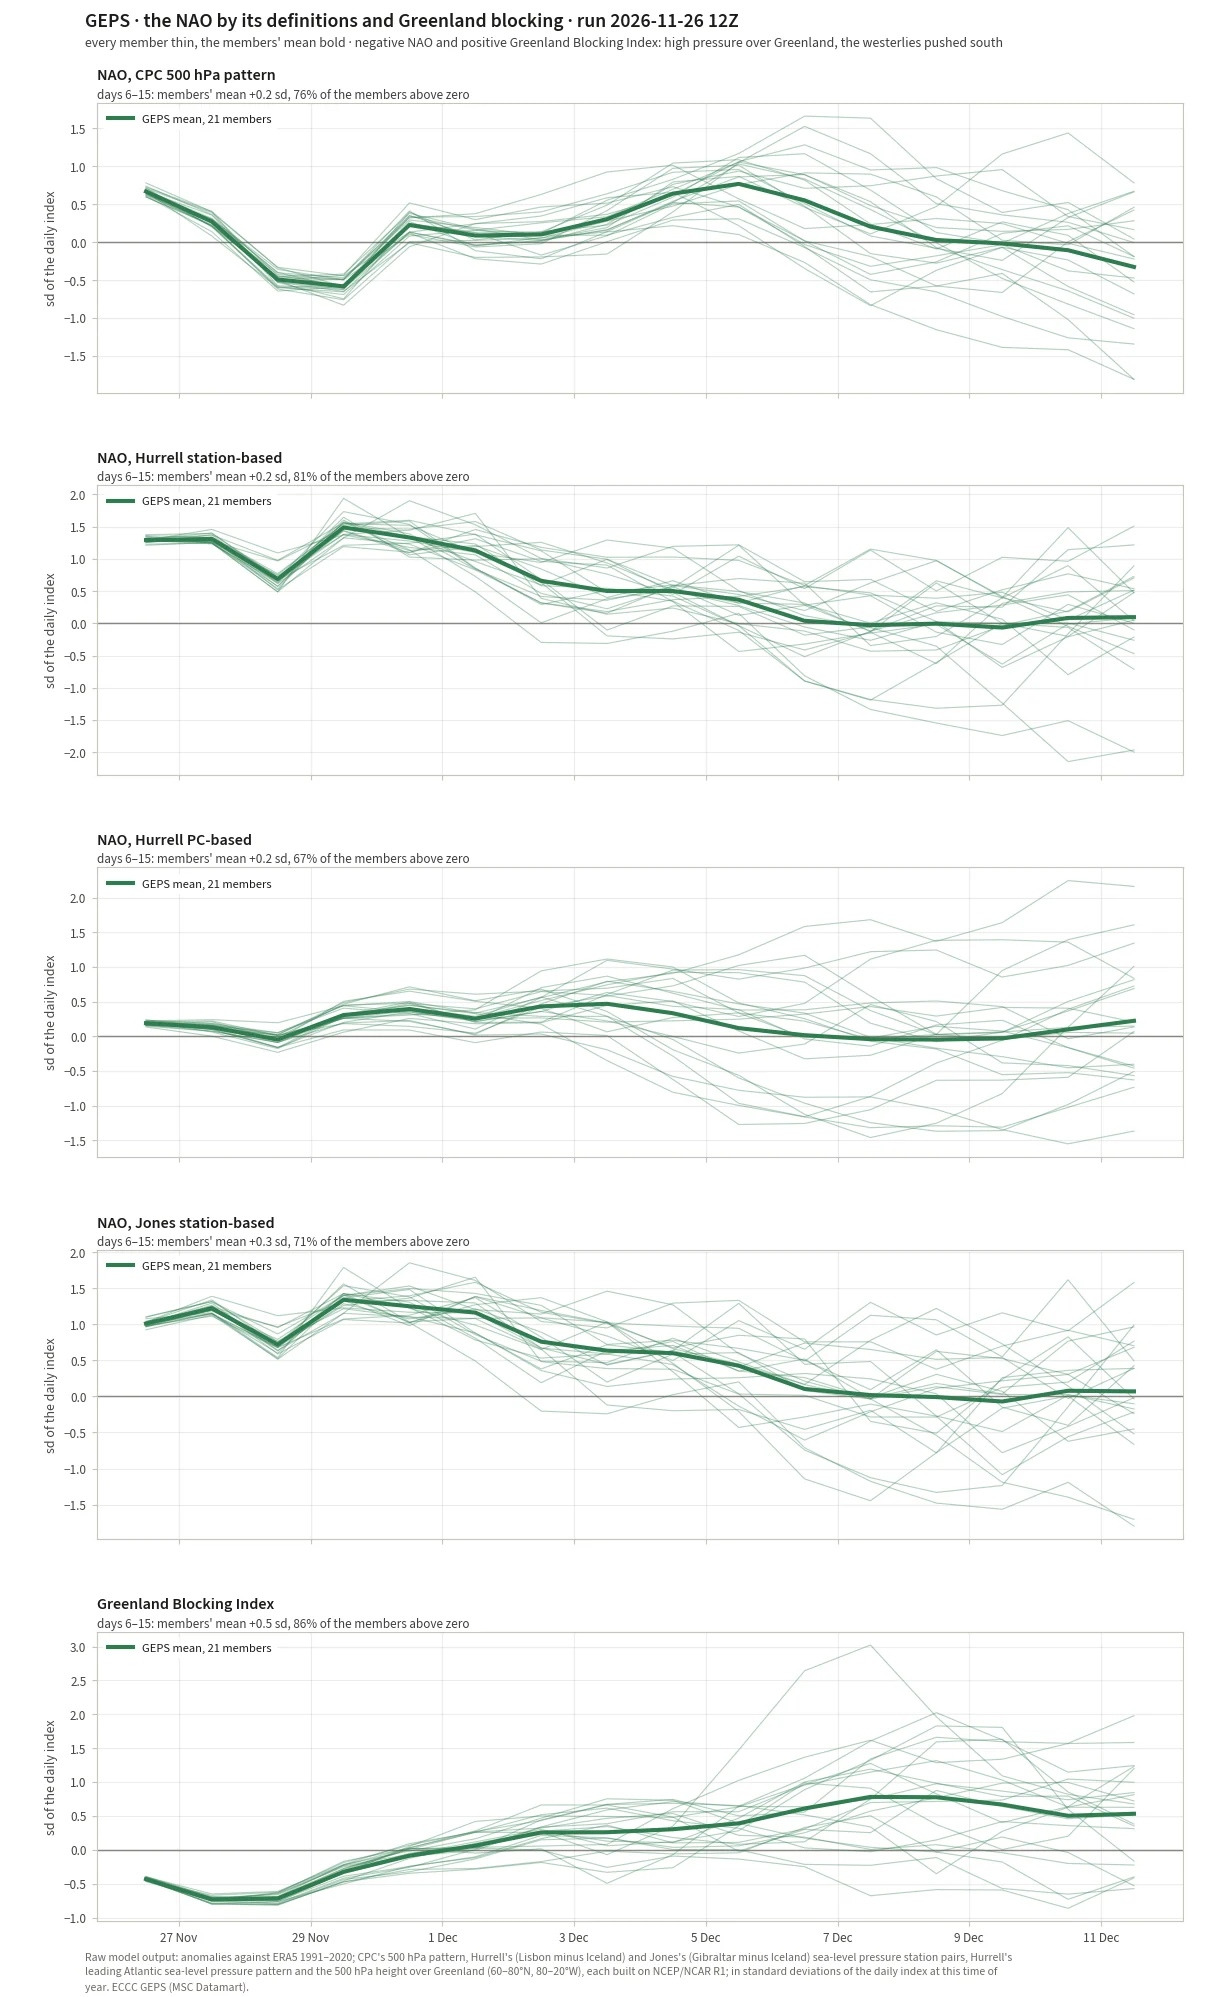 GEPS · the NAO by its definitions and Greenland blocking · run 2026-11-26 12Z
every member thin, the members' mean bold · negative NAO and positive Greenland Blocking Index: high pressure over Greenland, the westerlies pushed south
NAO, CPC 500 hPa pattern
days 6–15: members' mean +0.2 sd, 76% of the members above zero
GEPS mean, 21 members
1.5
1.0
0.5
0.0
−0.5
−1.0
−1.5
sd of the daily index
NAO, Hurrell station-based
days 6–15: members' mean +0.2 sd, 81% of the members above zero
GEPS mean, 21 members
2.0
1.5
1.0
0.5
0.0
−0.5
−1.0
−1.5
−2.0
sd of the daily index
NAO, Hurrell PC-based
days 6–15: members' mean +0.2 sd, 67% of the members above zero
GEPS mean, 21 members
2.0
1.5
1.0
0.5
0.0
−0.5
−1.0
−1.5
sd of the daily index
NAO, Jones station-based
days 6–15: members' mean +0.3 sd, 71% of the members above zero
GEPS mean, 21 members
2.0
1.5
1.0
0.5
0.0
−0.5
−1.0
−1.5
sd of the daily index
Greenland Blocking Index
days 6–15: members' mean +0.5 sd, 86% of the members above zero
GEPS mean, 21 members
3.0
2.5
2.0
1.5
1.0
0.5
0.0
−0.5
−1.0
sd of the daily index
27 Nov
29 Nov
1 Dec
3 Dec
5 Dec
7 Dec
9 Dec
11 Dec
Raw model output: anomalies against ERA5 1991–2020; CPC's 500 hPa pattern, Hurrell's (Lisbon minus Iceland) and Jones's (Gibraltar minus Iceland) sea-level pressure station pairs, Hurrell's
leading Atlantic sea-level pressure pattern and the 500 hPa height over Greenland (60–80°N, 80–20°W), each built on NCEP/NCAR R1; in standard deviations of the daily index at this time of
year. ECCC GEPS (MSC Datamart).